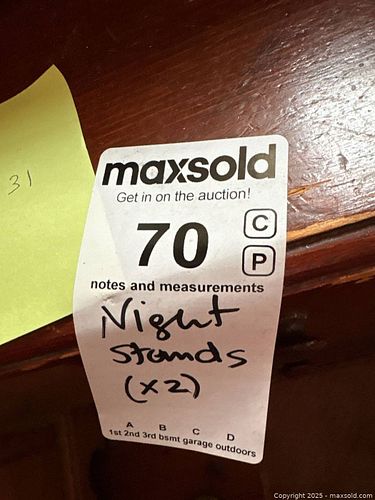 31
maxsold
Get in on the auction!
70
C
P
notes and measurements
Night
Stands
(x2)
A B C D
1st 2nd 3rd bsmt garage outdoors
Copyright © 2025 - maxsold.com